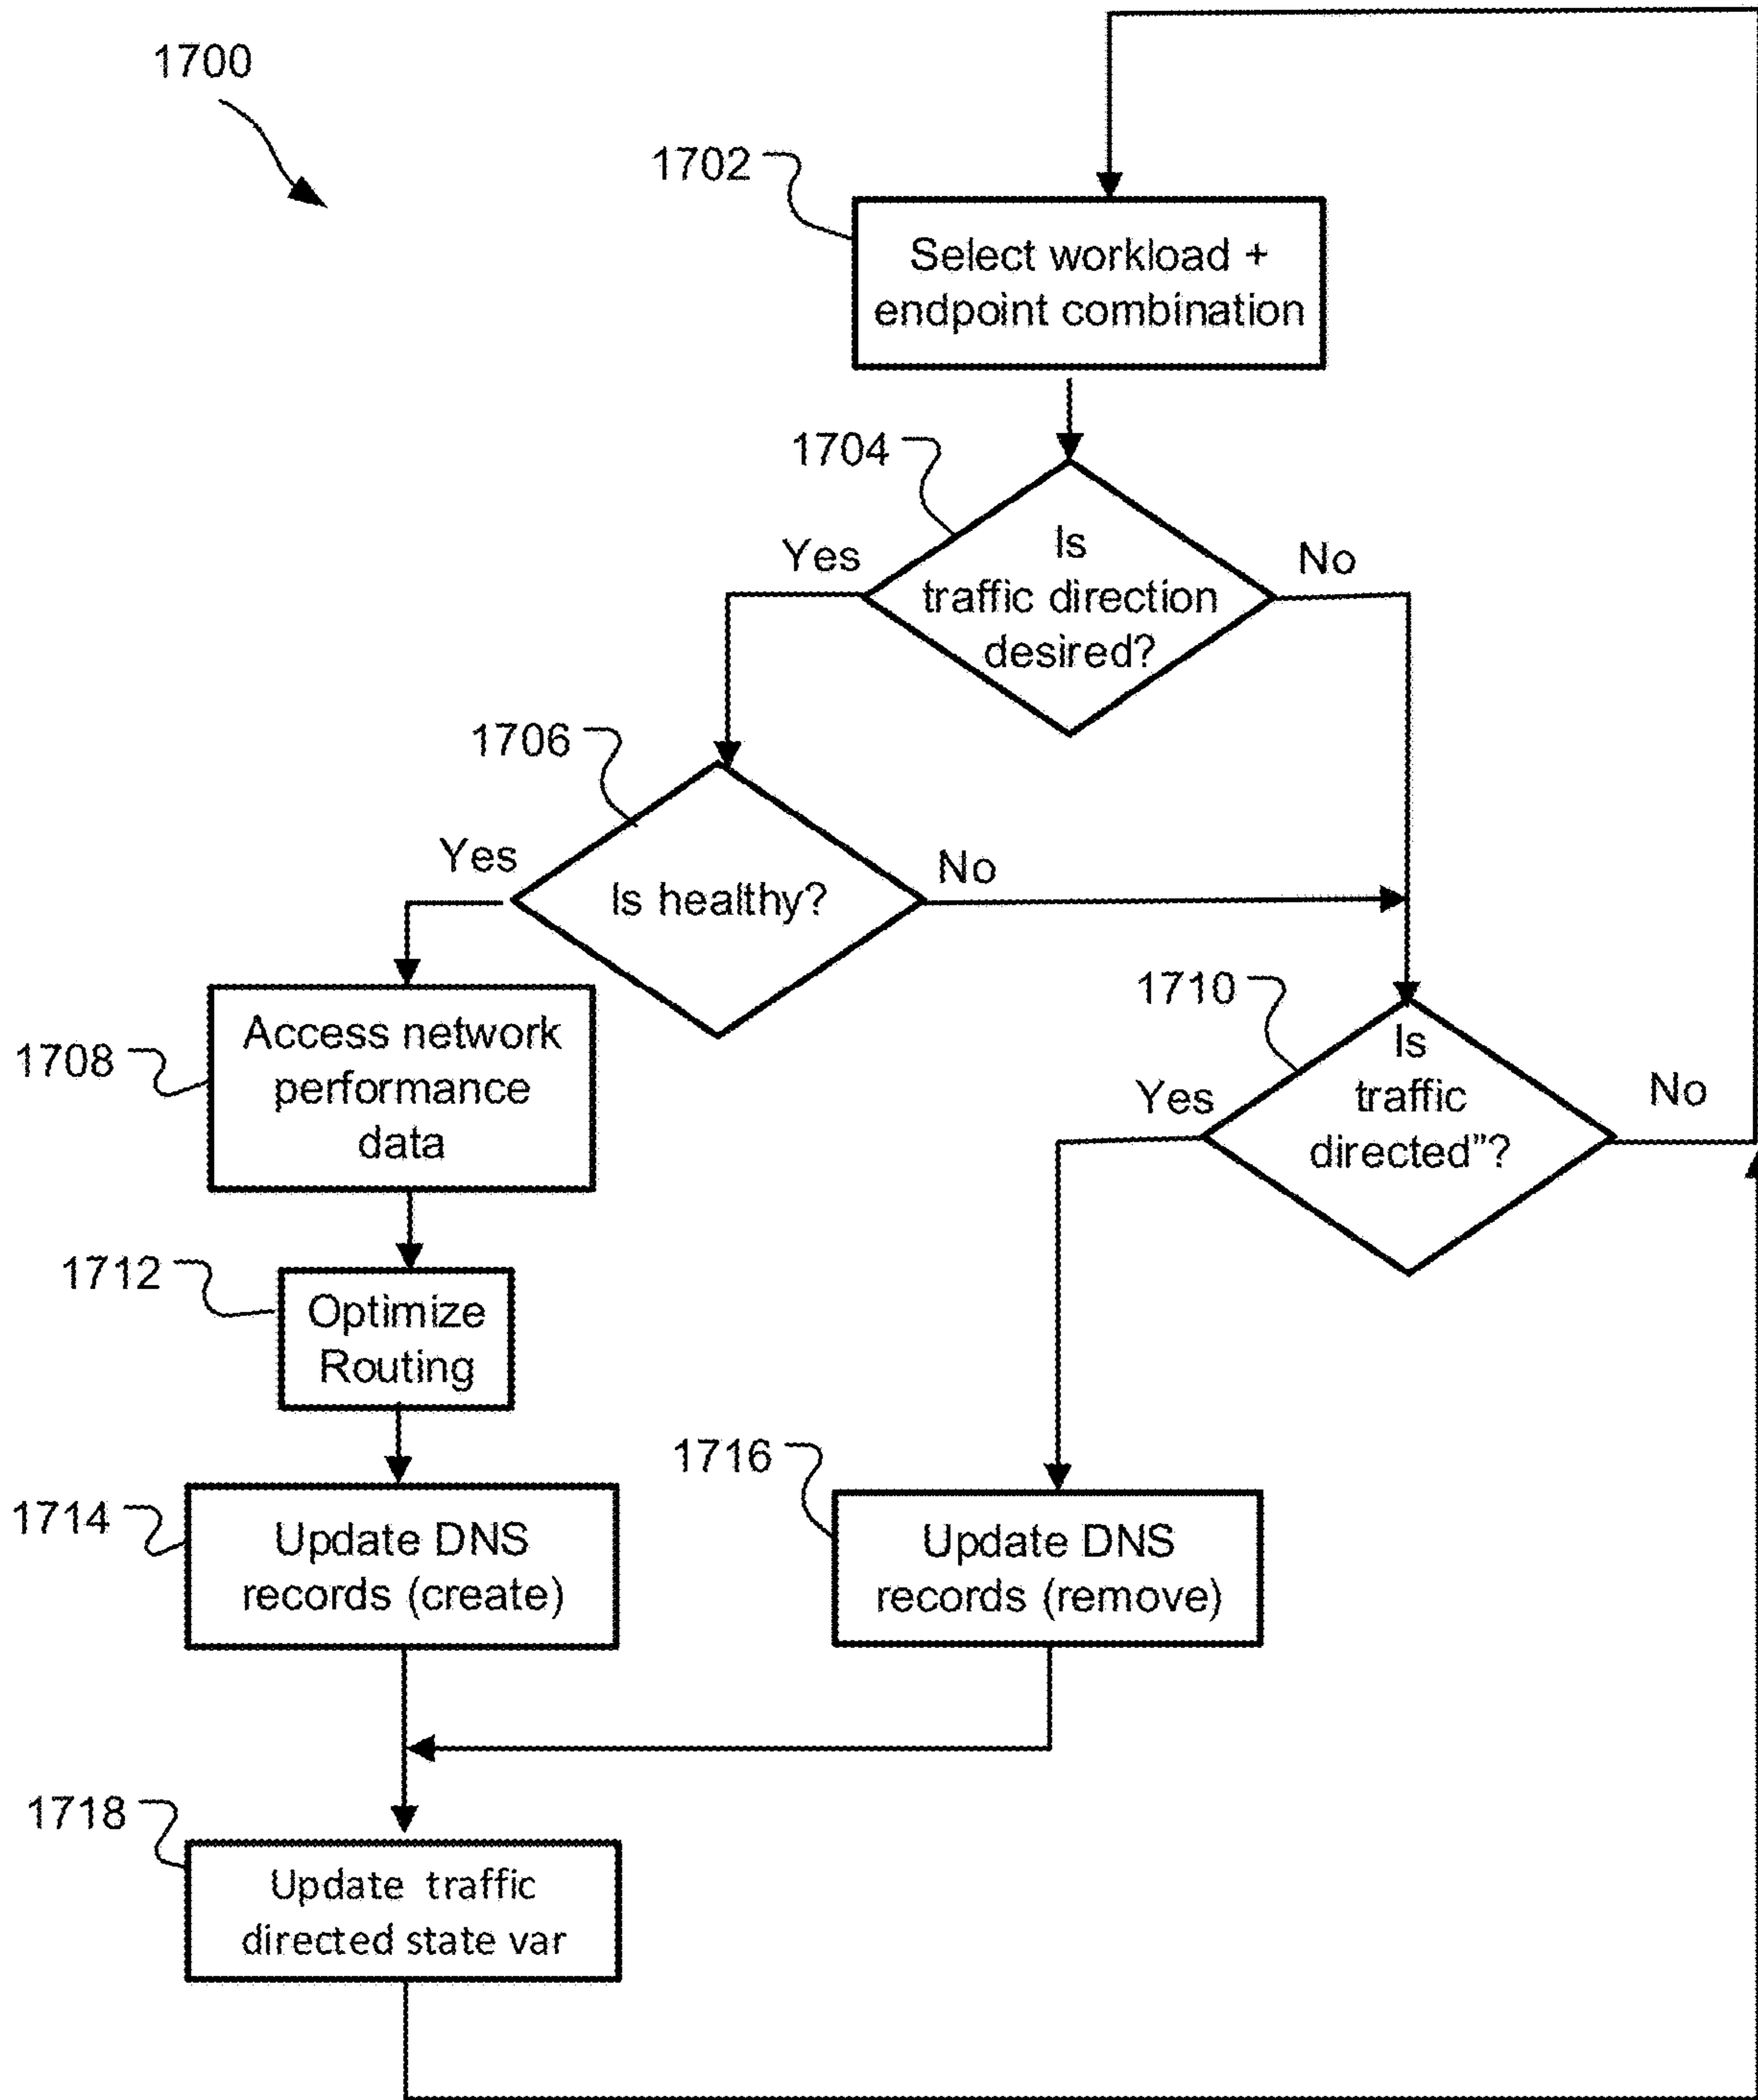 1700
1702
Select workload +
endpoint combination
1704
Is
traffic direction
desired?
Yes
No
1706
Is healthy?
Yes
No
1708
Access network
performance
data
1710
Is
traffic
directed”?
Yes
No
1712
Optimize
Routing
1714
Update DNS
records (create)
1716
Update DNS
records (remove)
1718
Update traffic
directed state var